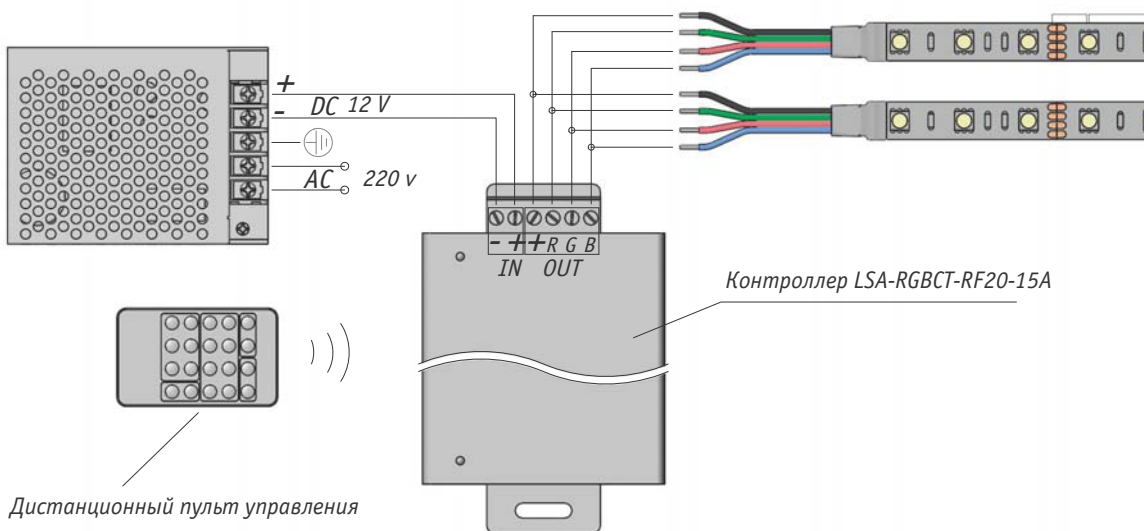 +
- DC 12 V
AC 220 v
- + + R G B
IN OUT
Контроллер LSA-RGBCT-RF20-15A
Дистанционный пульт управления